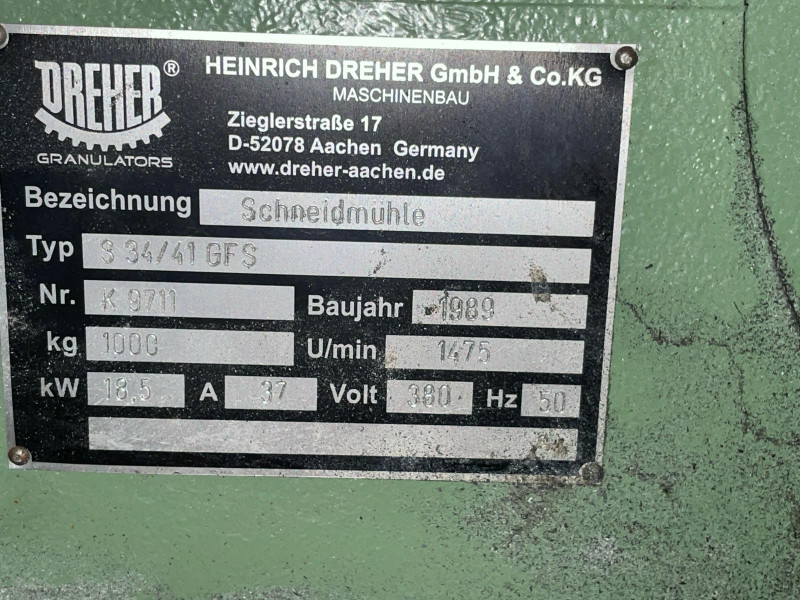 DREHER®
GRANULATORS
HEINRICH DREHER GmbH & Co.KG
MASCHINENBAU
Zieglerstraße 17
D-52078 Aachen Germany
www.dreher-aachen.de
Bezeichnung Schneidmühle
Typ S 34/41 GFS
Nr. K 9711 Baujahr 1989
kg 1000 U/min 1475
kW 18,5 A 37 Volt 380 Hz 50